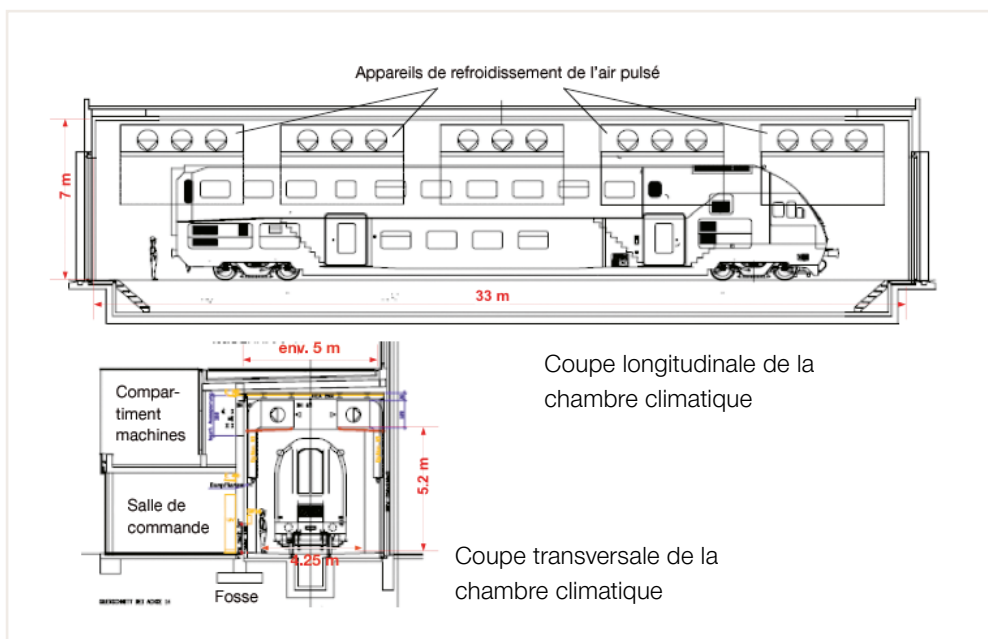 Appareils de refroidissement de l'air pulsé
7 m
33 m
env. 5 m
Coupe longitudinale de la
chambre climatique
Compar-
timent
machines
5.2 m
Salle de
commande
4.25 m
Coupe transversale de la
chambre climatique
Fosse